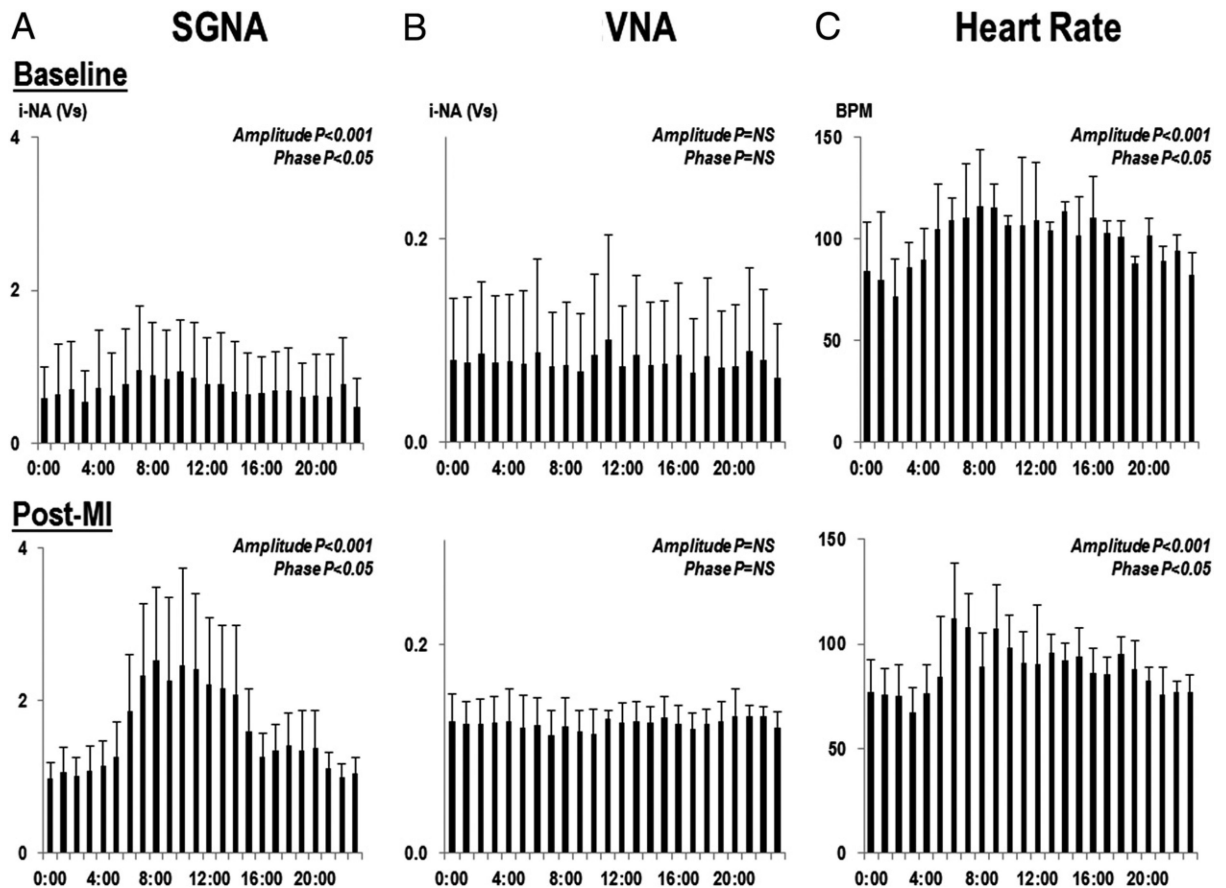 A SGNA B VNA C Heart Rate
Baseline
i-NA (Vs) i-NA (Vs) BPM
Amplitude P<0.001 Amplitude P=NS Amplitude P<0.001
Phase P<0.05 Phase P=NS Phase P<0.05
4 150
0.2 100
2 50
0 0.0 0
0:00 4:00 8:00 12:00 16:00 20:00 0:00 4:00 8:00 12:00 16:00 20:00 0:00 4:00 8:00 12:00 16:00 20:00
Post-MI
Amplitude P<0.001 Amplitude P=NS Amplitude P<0.001
Phase P<0.05 Phase P=NS Phase P<0.05
4 150
0.2 100
2 50
0 0.0 0
0:00 4:00 8:00 12:00 16:00 20:00 0:00 4:00 8:00 12:00 16:00 20:00 0:00 4:00 8:00 12:00 16:00 20:00